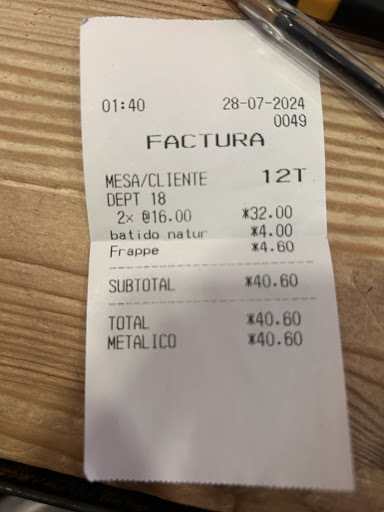 01:40 28-07-2024
0049
FACTURA
MESA/CLIENTE 12T
DEPT 18
2x @16.00 *32.00
batido natur *4.00
Frappe *4.60
SUBTOTAL *40.60
TOTAL *40.60
METALICO *40.60